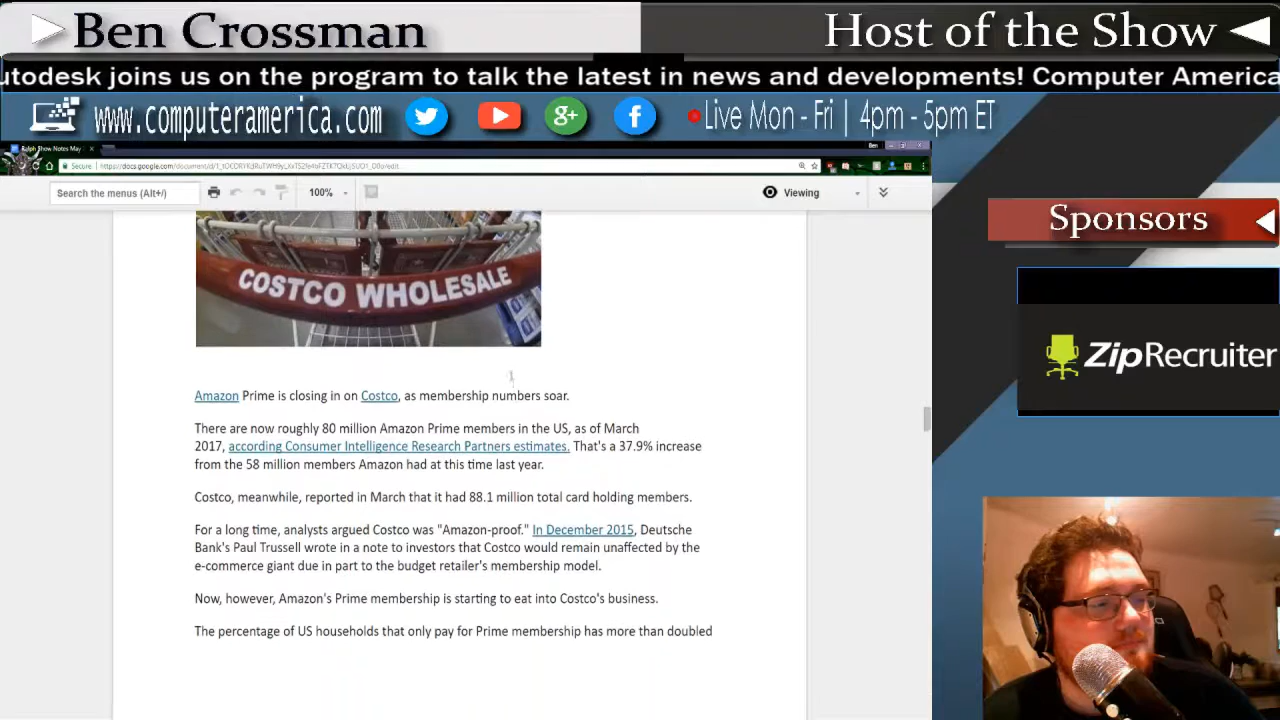 Ben Crossman
Host of the Show
utodesk joins us on the program to talk the latest in news and developments! Computer America
www.computeramerica.com
g+
f
Live Mon - Fri | 4pm - 5pm ET
Ralph Show Notes May
Ben
Secure
Search the menus (Alt+/)
100%
Viewing
Sponsors
ZipRecruiter
COSTCO WHOLESALE
Amazon Prime is closing in on Costco, as membership numbers soar.
There are now roughly 80 million Amazon Prime members in the US, as of March
2017, according Consumer Intelligence Research Partners estimates. That's a 37.9% increase
from the 58 million members Amazon had at this time last year.
Costco, meanwhile, reported in March that it had 88.1 million total card holding members.
For a long time, analysts argued Costco was "Amazon-proof." In December 2015, Deutsche
Bank's Paul Trussell wrote in a note to investors that Costco would remain unaffected by the
e-commerce giant due in part to the budget retailer's membership model.
Now, however, Amazon's Prime membership is starting to eat into Costco's business.
The percentage of US households that only pay for Prime membership has more than doubled